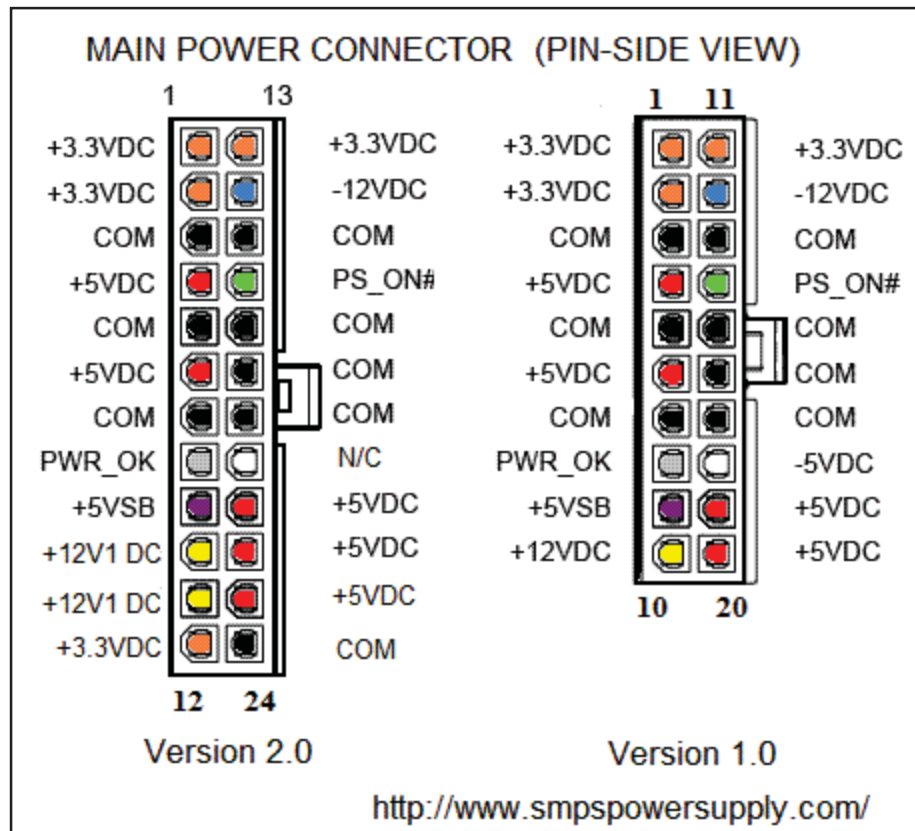 MAIN POWER CONNECTOR (PIN-SIDE VIEW)
1 13
+3.3VDC +3.3VDC
+3.3VDC -12VDC
COM COM
+5VDC PS_ON#
COM COM
+5VDC COM
COM COM
PWR_OK N/C
+5VSB +5VDC
+12V1 DC +5VDC
+12V1 DC +5VDC
+3.3VDC COM
12 24
Version 2.0
1 11
+3.3VDC +3.3VDC
+3.3VDC -12VDC
COM COM
+5VDC PS_ON#
COM COM
+5VDC COM
COM COM
PWR_OK -5VDC
+5VSB +5VDC
+12VDC +5VDC
10 20
Version 1.0
http://www.smpspowersupply.com/